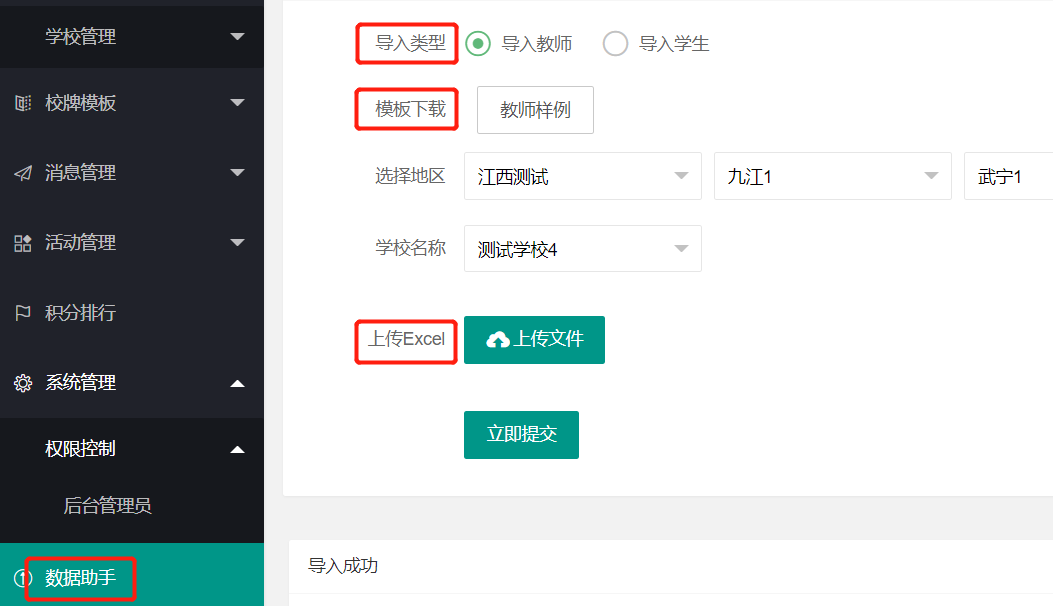 学校管理
校牌模板
消息管理
活动管理
积分排行
系统管理
权限控制
后台管理员
数据助手
导入类型 导入教师 导入学生
模板下载 教师样例
选择地区 江西测试 九江1 武宁1
学校名称 测试学校4
上传Excel 上传文件
立即提交
导入成功